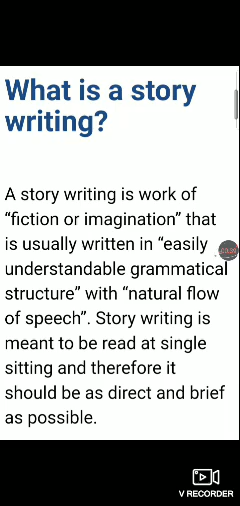 What is a story
writing?
A story writing is work of
“fiction or imagination” that
is usually written in “easily
understandable grammatical
structure” with “natural flow
of speech”. Story writing is
meant to be read at single
sitting and therefore it
should be as direct and brief
as possible.
V RECORDER